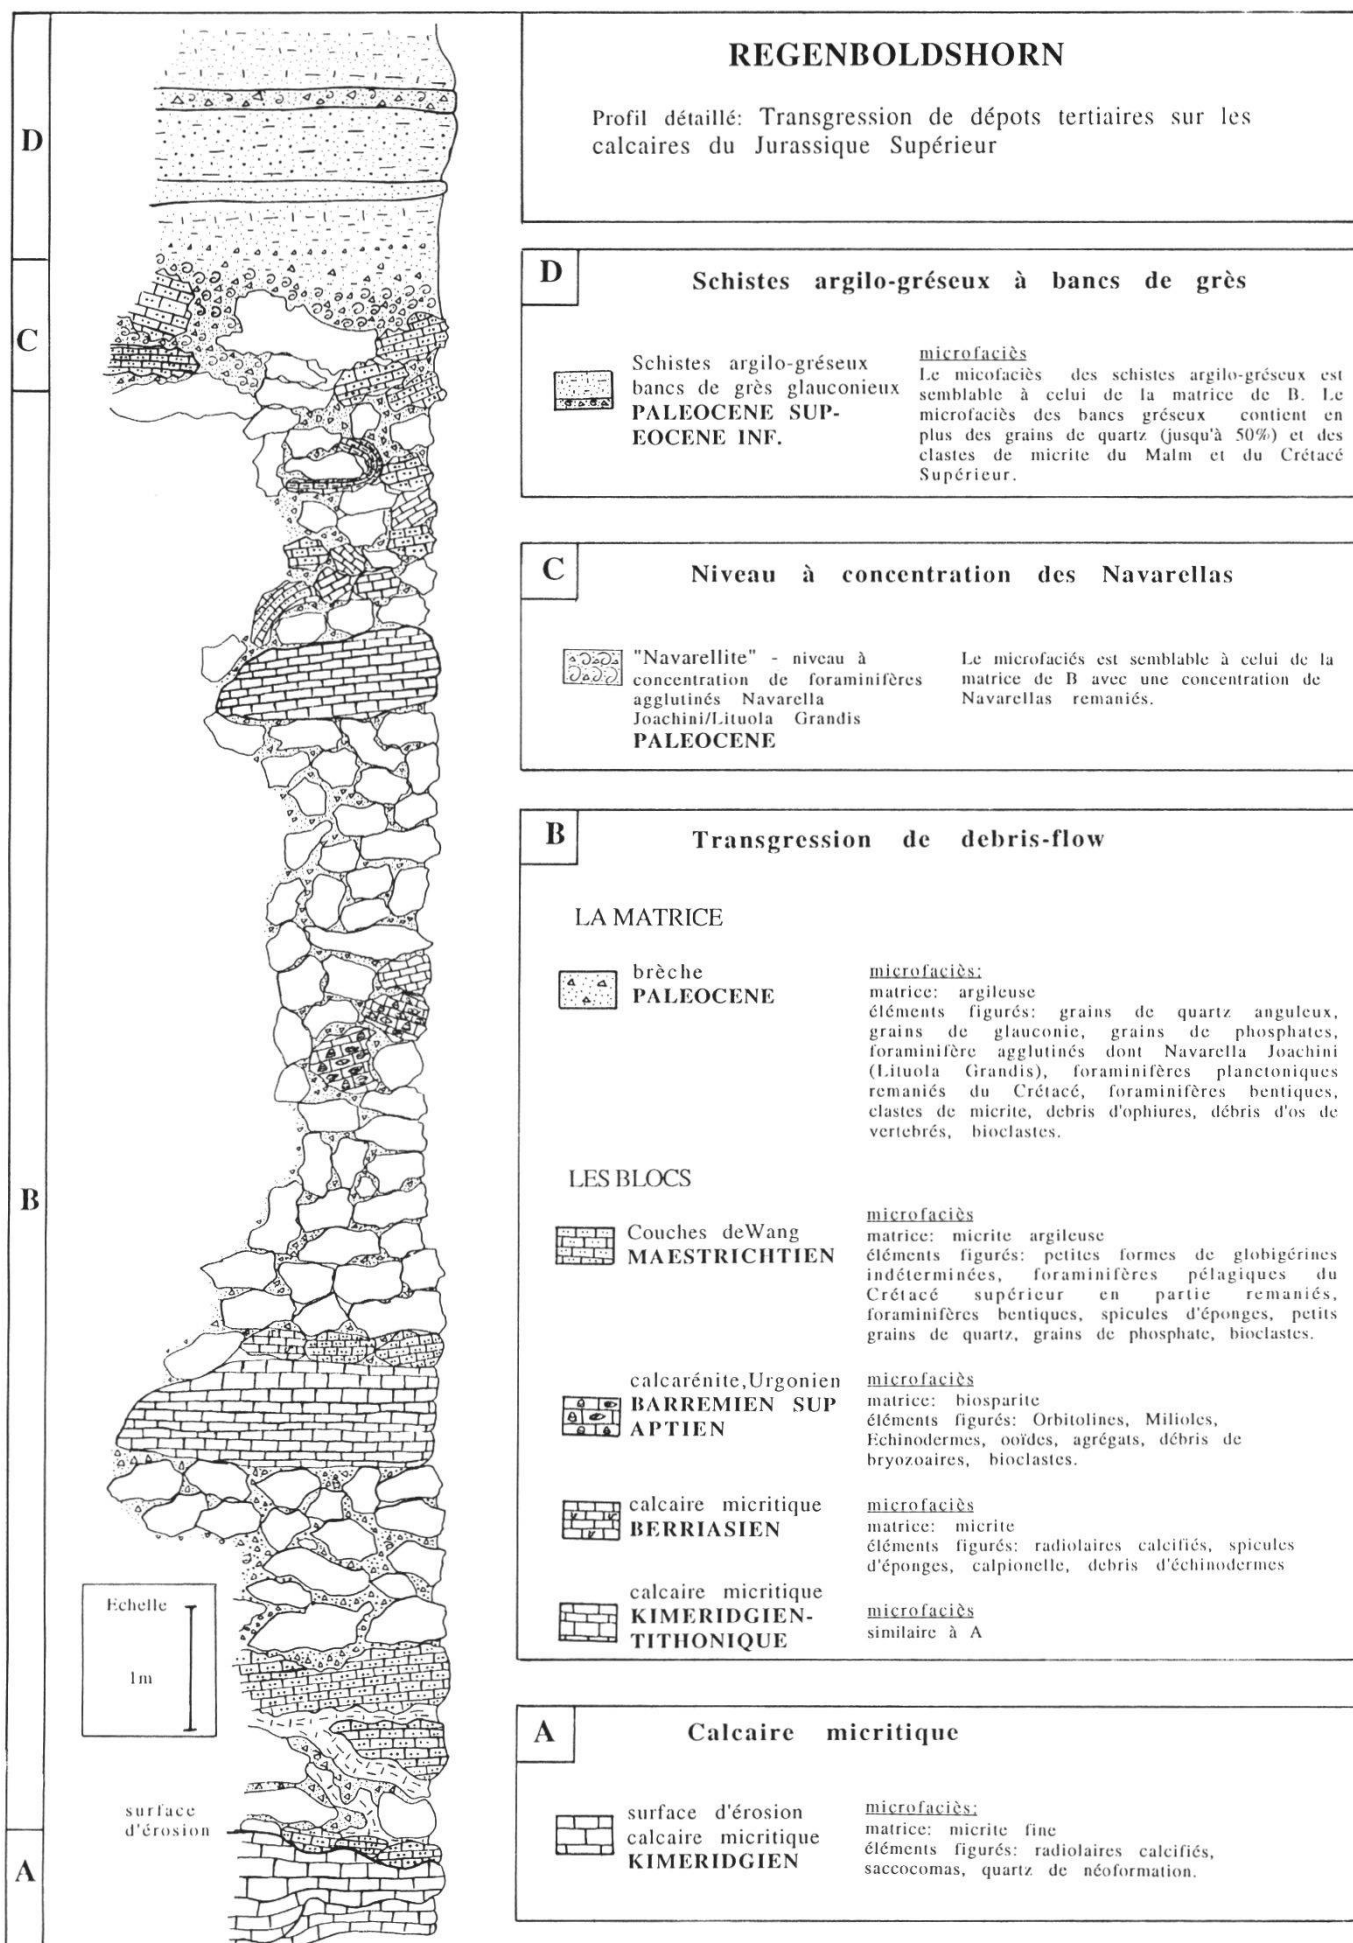 REGENBOLDSHORN
Profil détaillé: Transgression de dépots tertiaires sur les
calcaires du Jurassique Supérieur
D
D
Schistes argilo-gréseux à bancs de grès
Schistes argilo-gréseux
bancs de grès glauconieux
PALEOCENE SUP-
EOCENE INF.
microfaciès
Le micofaciès des schistes argilo-gréseux est
semblable à celui de la matrice de B. Le
microfaciès des bancs gréseux contient en
plus des grains de quartz (jusqu'à 50%) et des
clastes de micrite du Malm et du Crétacé
Supérieur.
C
C
Niveau à concentration des Navarellas
"Navarellite" - niveau à
concentration de foraminifères
agglutinés Navarella
Joachini/Lituola Grandis
PALEOCENE
Le microfaciés est semblable à celui de la
matrice de B avec une concentration de
Navarellas remaniés.
B
B
Transgression de debris-flow
LA MATRICE
brèche
PALEOCENE
microfaciès:
matrice: argileuse
éléments figurés: grains de quartz anguleux,
grains de glauconie, grains de phosphates,
foraminifère agglutinés dont Navarella Joachini
(Lituola Grandis), foraminifères planctoniques
remaniés du Crétacé, foraminifères bentiques,
clastes de micrite, debris d'ophiures, débris d'os de
vertebrés, bioclastes.
LES BLOCS
Couches deWang
MAESTRICHTIEN
microfaciès
matrice: micrite argileuse
éléments figurés: petites formes de globigérines
indéterminées, foraminifères pélagiques du
Crétacé supérieur en partie remaniés,
foraminifères bentiques, spicules d'éponges, petits
grains de quartz, grains de phosphate, bioclastes.
calcarénite,Urgonien
BARREMIEN SUP
APTIEN
microfaciès
matrice: biosparite
éléments figurés: Orbitolines, Milioles,
Echinodermes, ooïdes, agrégats, débris de
bryozoaires, bioclastes.
calcaire micritique
BERRIASIEN
microfaciès
matrice: micrite
éléments figurés: radiolaires calcifiés, spicules
d'éponges, calpionelle, debris d'échinodermes
calcaire micritique
KIMERIDGIEN-
TITHONIQUE
microfaciès
similaire à A
Echelle
1m
A
A
Calcaire micritique
surface
d'érosion
surface d'érosion
calcaire micritique
KIMERIDGIEN
microfaciès:
matrice: micrite fine
éléments figurés: radiolaires calcifiés,
saccocomas, quartz de néoformation.